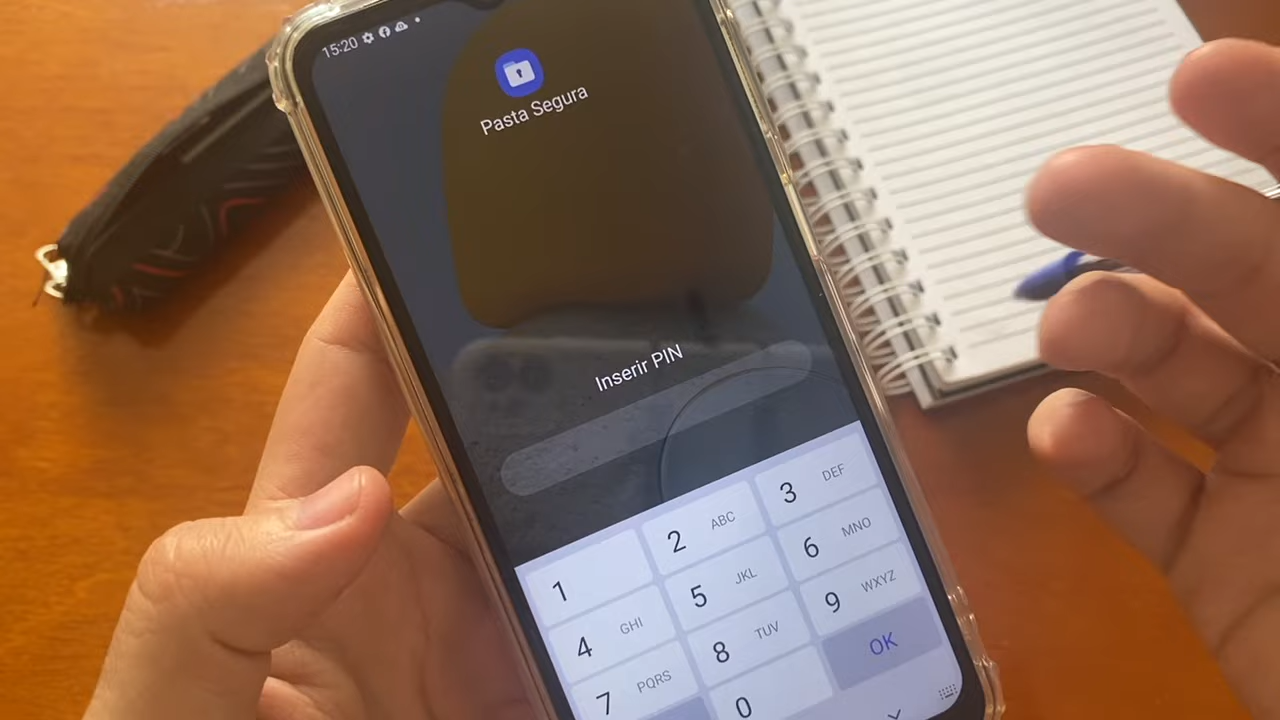 15:20
Pasta Segura
Inserir PIN
1
2 ABC
3 DEF
4 GHI
5 JKL
6 MNO
7 PQRS
8 TUV
9 WXYZ
0
OK